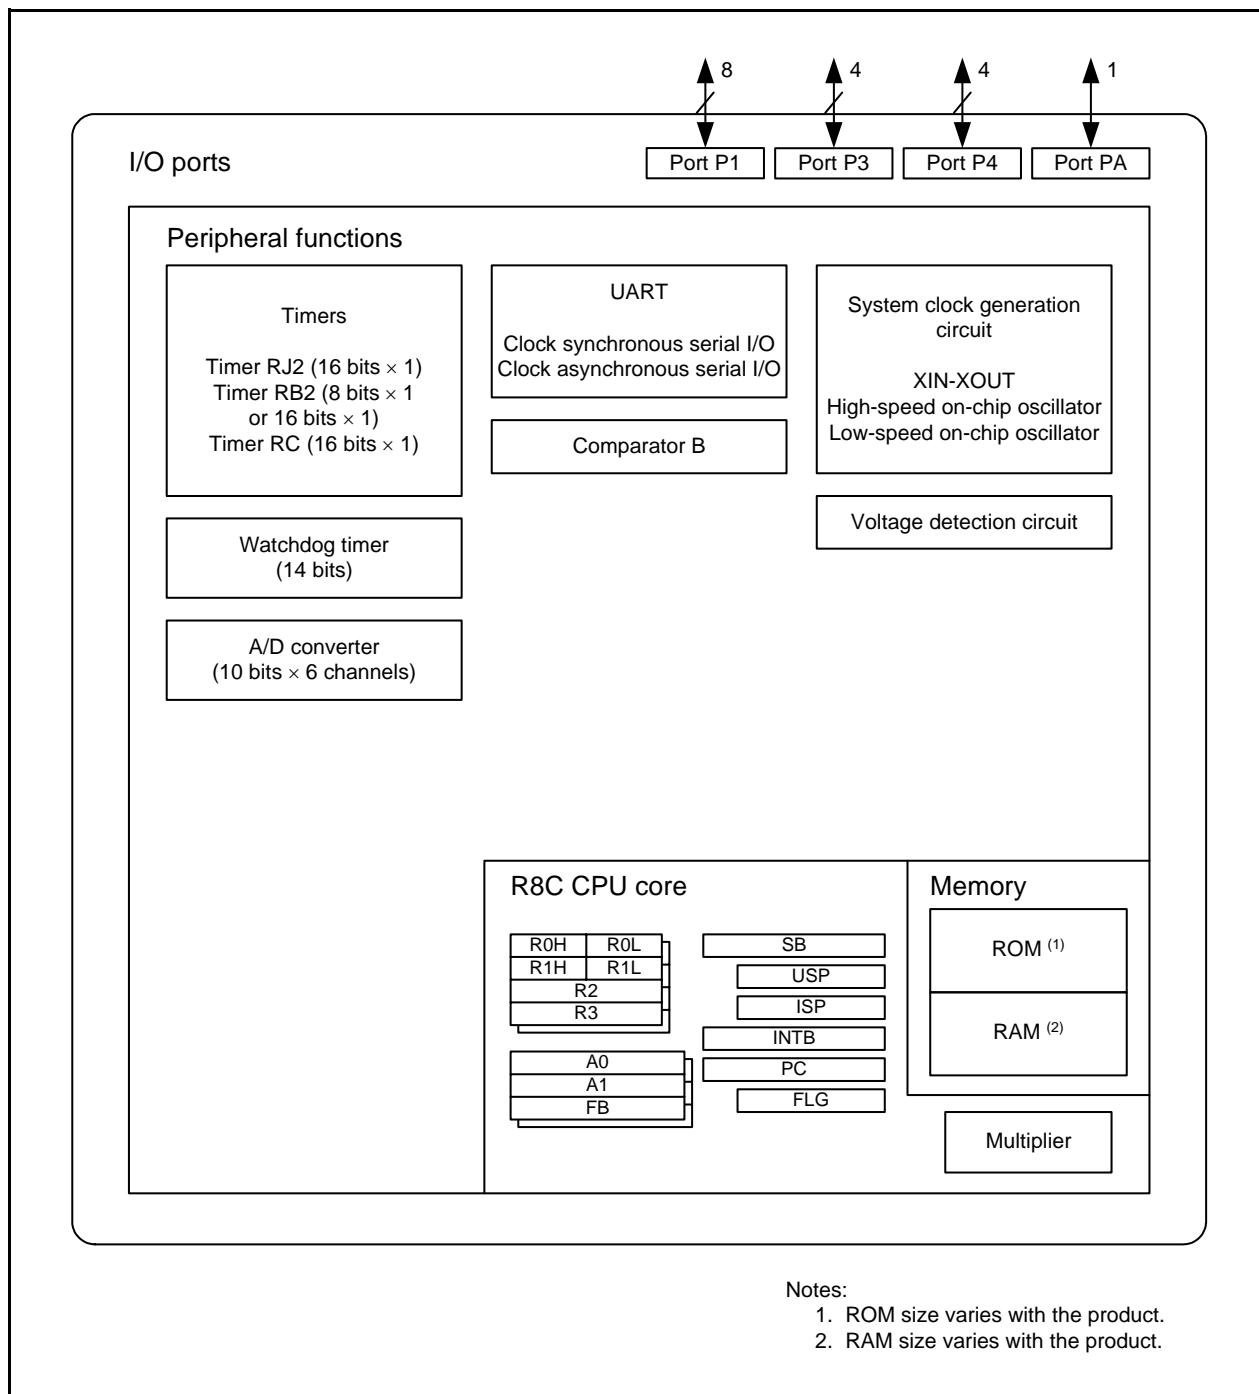 8
4
4
1
I/O ports
Port P1
Port P3
Port P4
Port PA
Peripheral functions
Timers
Timer RJ2 (16 bits × 1)
Timer RB2 (8 bits × 1
or 16 bits × 1)
Timer RC (16 bits × 1)
UART
Clock synchronous serial I/O
Clock asynchronous serial I/O
System clock generation
circuit
XIN-XOUT
High-speed on-chip oscillator
Low-speed on-chip oscillator
Comparator B
Voltage detection circuit
Watchdog timer
(14 bits)
A/D converter
(10 bits × 6 channels)
R8C CPU core
R0H
R0L
R1H
R1L
R2
R3
A0
A1
FB
SB
USP
ISP
INTB
PC
FLG
Memory
ROM (1)
RAM (2)
Multiplier
Notes:
1. ROM size varies with the product.
2. RAM size varies with the product.